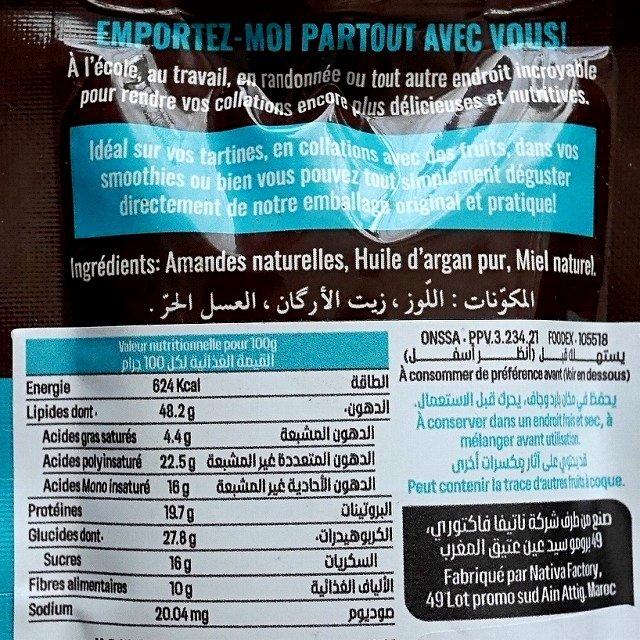 EMPORTEZ-MOI PARTOUT AVEC VOUS!
À l'école, au travail, en randonnée ou tout autre endroit incroyable
pour rendre vos collations encore plus délicieuses et nutritives.
Idéal sur vos tartines, en collations avec des fruits, dans vos
smoothies ou bien vous pouvez tout simplement déguster
directement de notre emballage original et pratique!
Ingrédients: Amandes naturelles, Huile d'argan pur, Miel naturel.
المكوّنات : اللّوز ، زيت الأرگان ، العسل الحرّ .
Valeur nutritionnelle pour 100g
القيمة الغذائية لكل 100 جرام
Energie 624 Kcal الطاقة
Lipides dont· 48.2 g الدهون،
Acides gras saturés 4.4 g الدهون المشبعة
Acides polyinsaturé 22.5 g الدهون المتعددة غير المشبعة
Acides Mono insaturé 16 g الدهون الأحادية غير المشبعة
Protéines 19.7 g البروتينات
Glucides dont· 27.8 g الكربوهيدرات،
Sucres 16 g السكريات
Fibres alimentaires 10 g الألياف الغذائية
Sodium 20.04 mg صوديوم
ONSSA · PPV.3.234.21 FOODEX · 105518
يستهلك قبل (أنظر أسفل)
À consommer de préférence avant (Voir en dessous)
يحفظ في مكان بارد وجاف، يحرك قبل الاستعمال.
À conserver dans un endroit frais et sec, à
mélanger avant utilisation.
قد يحتوي على آثار مكسرات أخرى
Peut contenir la trace d'autres fruits à coque.
صنع من طرف شركة ناتيفا فاكتوري،
49 برومو سيد عين عتيق المغرب
Fabriqué par Nativa Factory,
49 Lot promo sud Ain Attig. Maroc